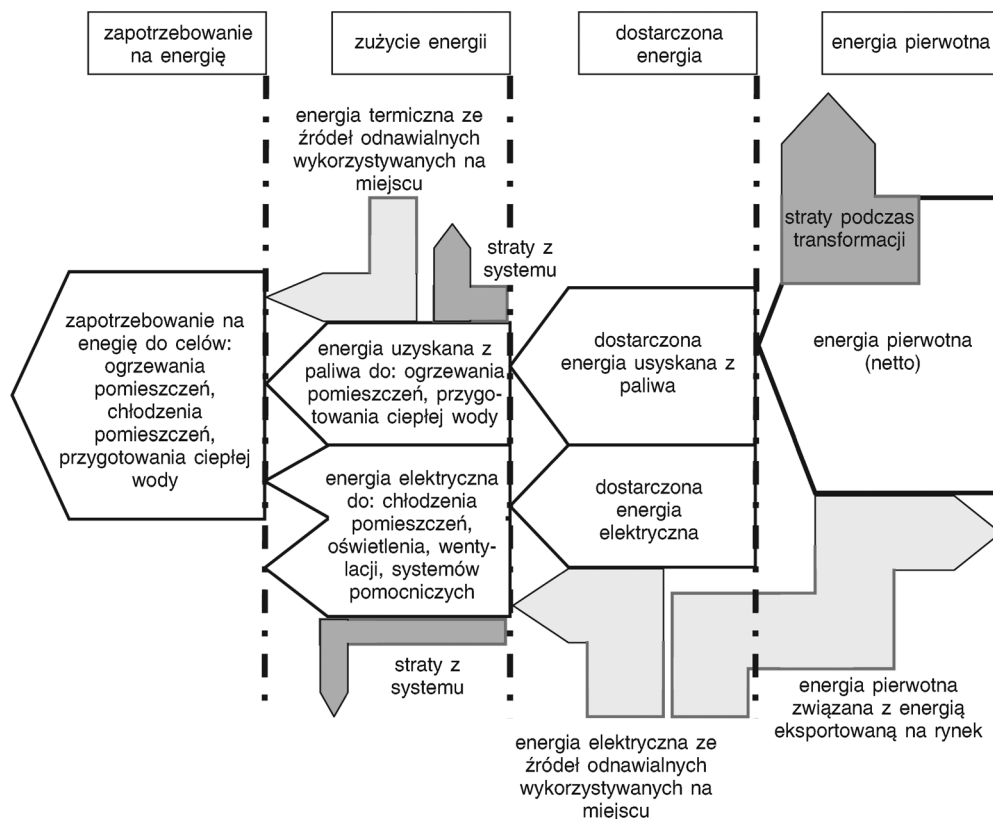 zapotrzebowanie
na energię
zużycie energii
dostarczona
energia
energia pierwotna
energia termiczna ze
źródeł odnawialnych
wykorzystywanych na
miejscu
straty z
systemu
straty podczas
transformacji
zapotrzebowanie na
enegię do celów:
ogrzewania
pomieszczeń,
chłodzenia
pomieszczeń,
przygotowania ciepłej
wody
energia uzyskana z
paliwa do: ogrzewania
pomieszczeń, przygo-
towania ciepłej wody
dostarczona
energia usyskana z
paliwa
energia pierwotna
(netto)
energia elektryczna
do: chłodzenia
pomieszczeń,
oświetlenia, wenty-
lacji, systemów
pomocniczych
dostarczona
energia
elektryczna
straty z
systemu
energia elektryczna ze
źródeł odnawialnych
wykorzystywanych na
miejscu
energia pierwotna
związana z energią
eksportowaną na rynek